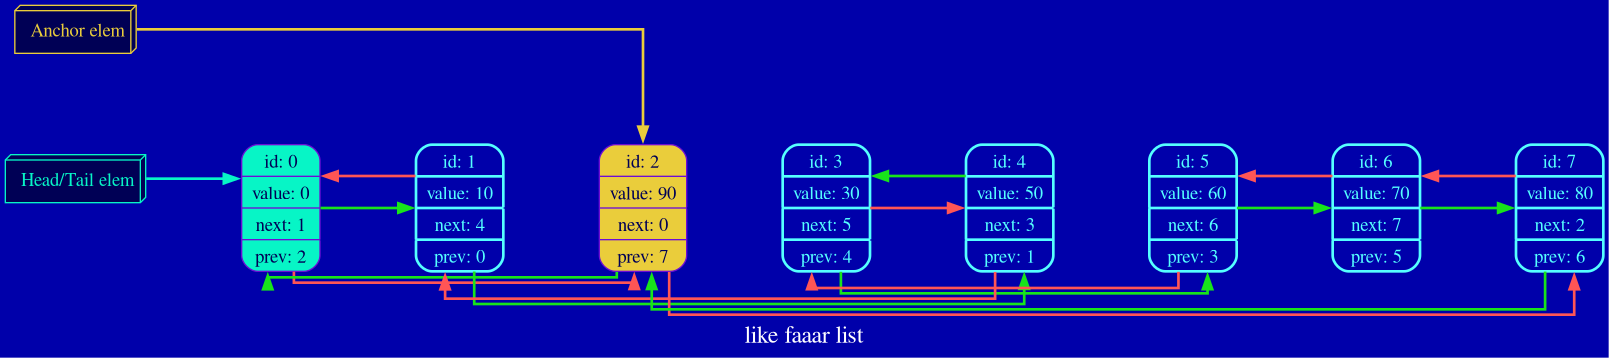 Anchor elem
Head/Tail elem
id: 0
value: 0
next: 1
prev: 2
id: 1
value: 10
next: 4
prev: 0
id: 2
value: 90
next: 0
prev: 7
id: 3
value: 30
next: 5
prev: 4
id: 4
value: 50
next: 3
prev: 1
id: 5
value: 60
next: 6
prev: 3
id: 6
value: 70
next: 7
prev: 5
id: 7
value: 80
next: 2
prev: 6
like faaar list